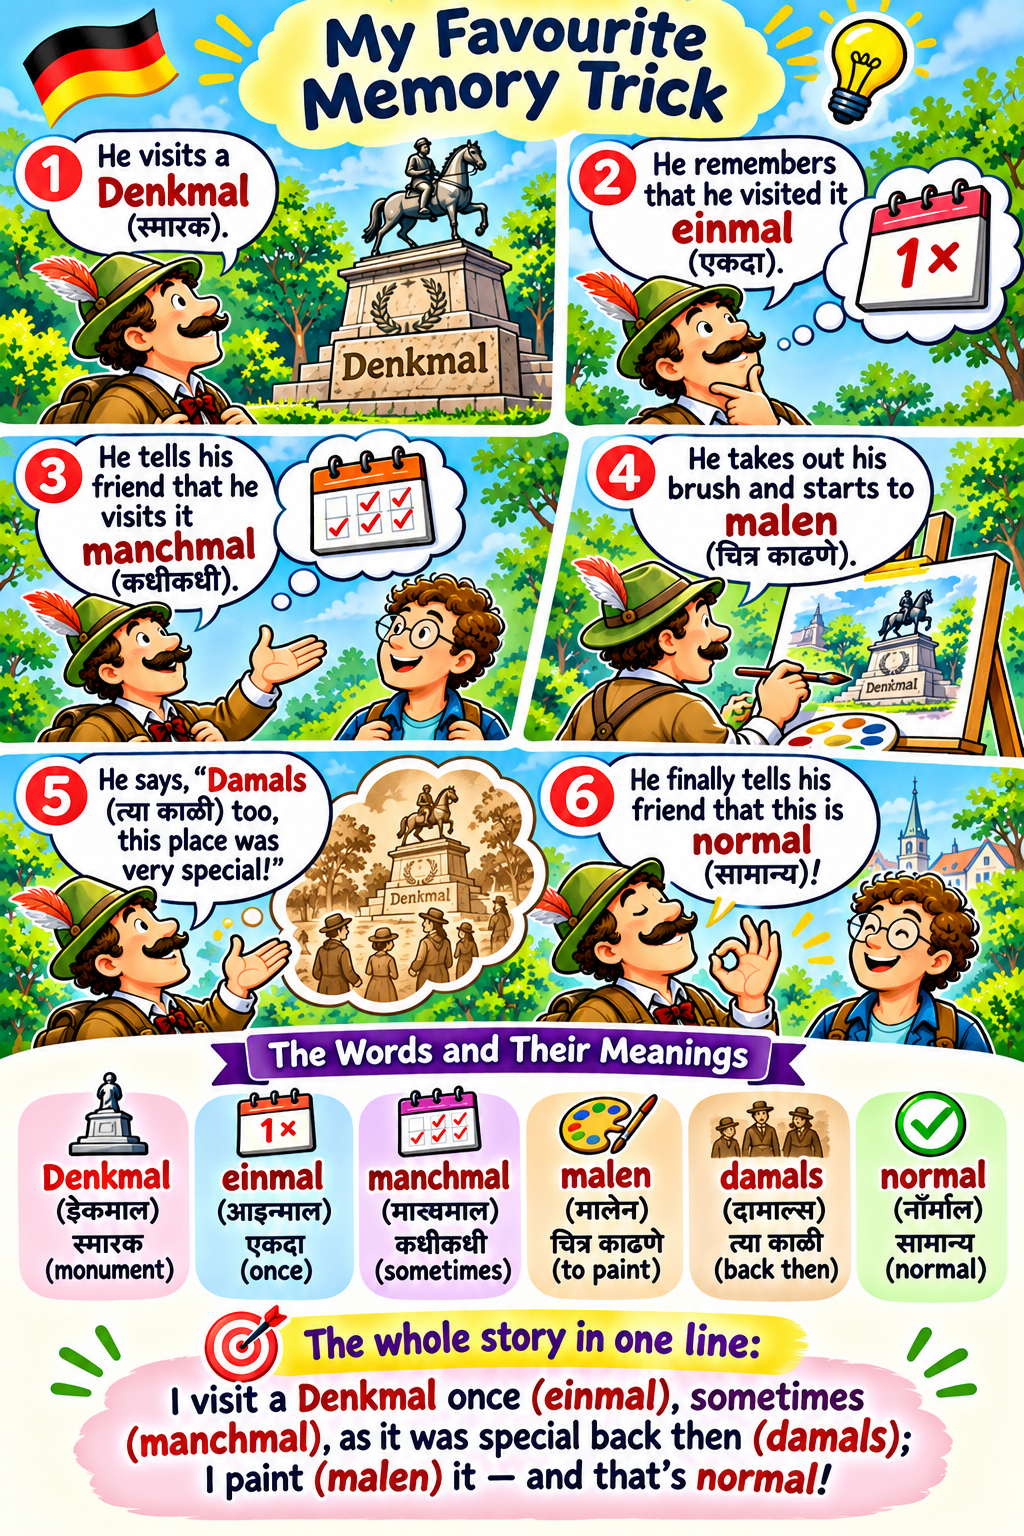 My Favourite
Memory Trick
1
He visits a
Denkmal
(स्मारक).
Denkmal
2
He remembers
that he visited it
einmal
(एकदा).
1×
3
He tells his
friend that he
visits it
manchmal
(कधीकधी).
4
He takes out his
brush and starts to
malen
(चित्र काढणे).
Denkmal
5
He says, “Damals
(त्या काळी) too,
this place was
very special!”
Denkmal
6
He finally tells his
friend that this is
normal
(सामान्य)!
The Words and Their Meanings
1×
Denkmal
(डेंकमाल)
स्मारक
(monument)
einmal
(आइन्माल)
एकदा
(once)
manchmal
कधीकधी
(sometimes)
malen
(मालेन)
चित्र काढणे
(to paint)
damals
(दामाल्स)
त्या काळी
(back then)
normal
(नॉर्माल)
सामान्य
(normal)
The whole story in one line:
I visit a Denkmal once (einmal), sometimes
(manchmal), as it was special back then (damals);
I paint (malen) it — and that’s normal!